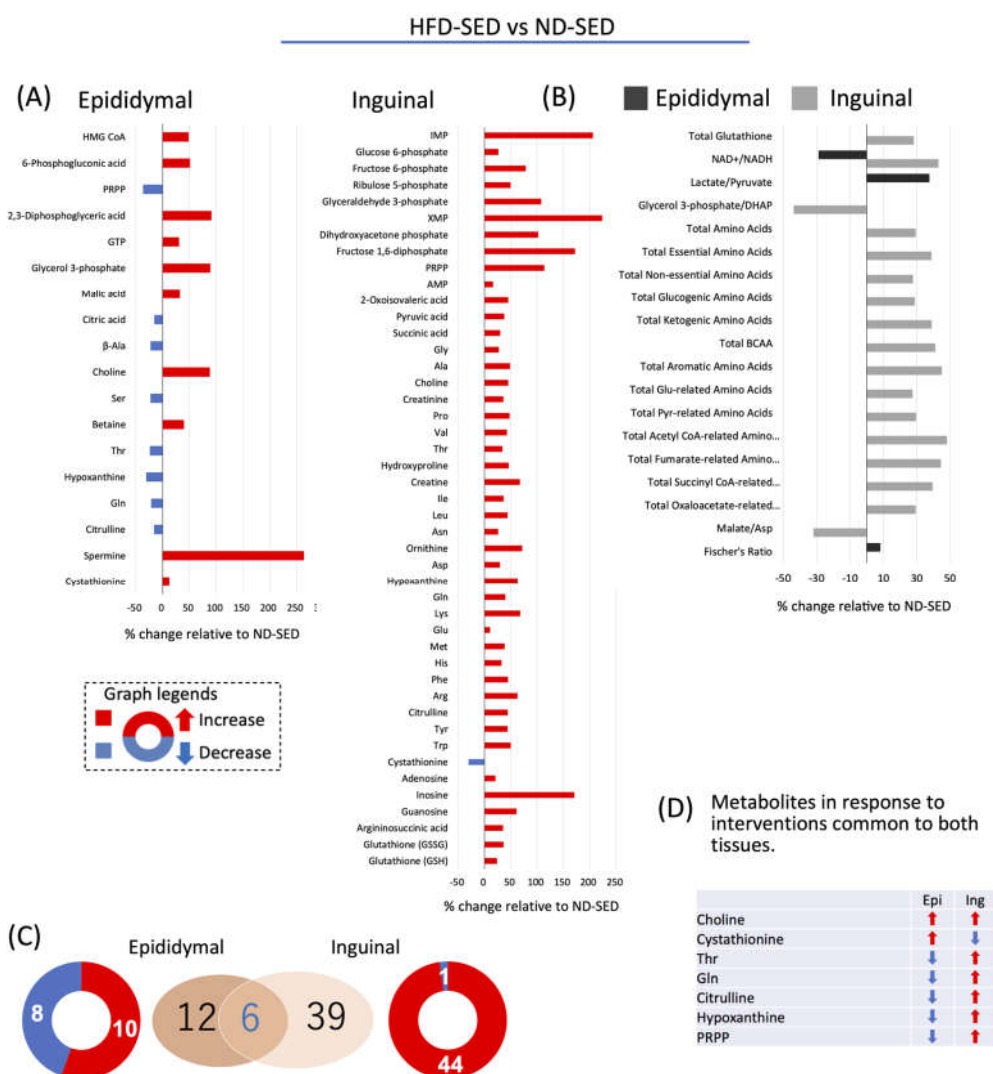 HFD-SED vs ND-SED
(A)
Epididymal
HMG CoA
6-Phosphogluconic acid
PRPP
2,3-Diphosphoglyceric acid
GTP
Glycerol 3-phosphate
Malic acid
Citric acid
β-Ala
Choline
Ser
Betaine
Thr
Hypoxanthine
Gln
Citrulline
Spermine
Cystathionine
-50 0 50 100 150 200 250
% change relative to ND-SED
Graph legends
Increase
Decrease
Inguinal
IMP
Glucose 6-phosphate
Fructose 6-phosphate
Ribulose 5-phosphate
Glyceraldehyde 3-phosphate
XMP
Dihydroxyacetone phosphate
Fructose 1,6-diphosphate
PRPP
AMP
2-Oxoisovaleric acid
Pyruvic acid
Succinic acid
Gly
Ala
Choline
Creatinine
Pro
Val
Thr
Hydroxyproline
Creatine
Ile
Leu
Asn
Ornithine
Asp
Hypoxanthine
Gln
Lys
Glu
Met
His
Phe
Arg
Citrulline
Tyr
Trp
Cystathionine
Adenosine
Inosine
Guanosine
Argininosuccinic acid
Glutathione (GSSG)
Glutathione (GSH)
-50 0 50 100 150 200 250
% change relative to ND-SED
(B)
Epididymal Inguinal
Total Glutathione
NAD+/NADH
Lactate/Pyruvate
Glycerol 3-phosphate/DHAP
Total Amino Acids
Total Essential Amino Acids
Total Non-essential Amino Acids
Total Glucogenic Amino Acids
Total Ketogenic Amino Acids
Total BCAA
Total Aromatic Amino Acids
Total Glu-related Amino Acids
Total Pyr-related Amino Acids
Total Acetyl CoA-related Amino...
Total Fumarate-related Amino...
Total Succinyl CoA-related...
Total Oxaloacetate-related...
Malate/Asp
Fischer's Ratio
-50 -30 -10 10 30 50
% change relative to ND-SED
(C)
Epididymal Inguinal
8 10
12 6 39
1
44
(D) Metabolites in response to
interventions common to both
tissues.
Epi Ing
Choline
Cystathionine
Thr
Gln
Citrulline
Hypoxanthine
PRPP